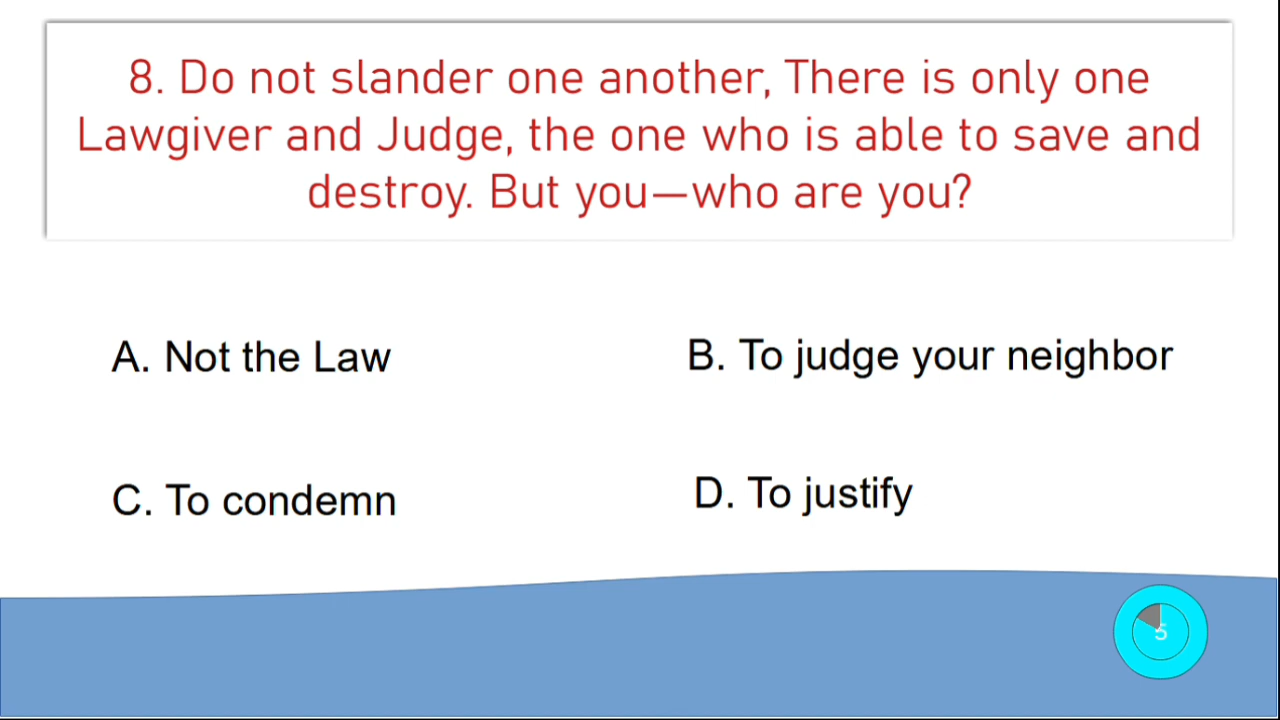 8. Do not slander one another, There is only one
Lawgiver and Judge, the one who is able to save and
destroy. But you—who are you?
A. Not the Law
B. To judge your neighbor
C. To condemn
D. To justify
5